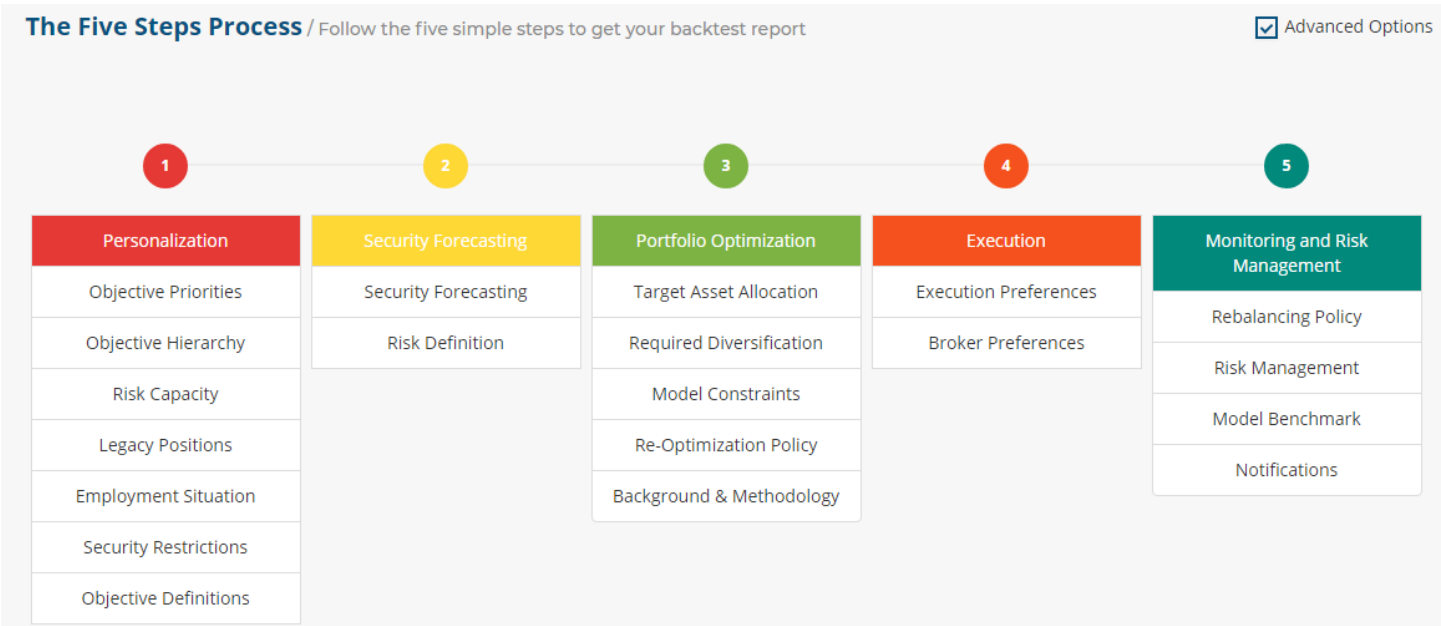 The Five Steps Process / Follow the five simple steps to get your backtest report
Advanced Options
1
2
3
4
5
Personalization
Objective Priorities
Objective Hierarchy
Risk Capacity
Legacy Positions
Employment Situation
Security Restrictions
Objective Definitions
Security Forecasting
Security Forecasting
Risk Definition
Portfolio Optimization
Target Asset Allocation
Required Diversification
Model Constraints
Re-Optimization Policy
Background & Methodology
Execution
Execution Preferences
Broker Preferences
Monitoring and Risk
Management
Rebalancing Policy
Risk Management
Model Benchmark
Notifications